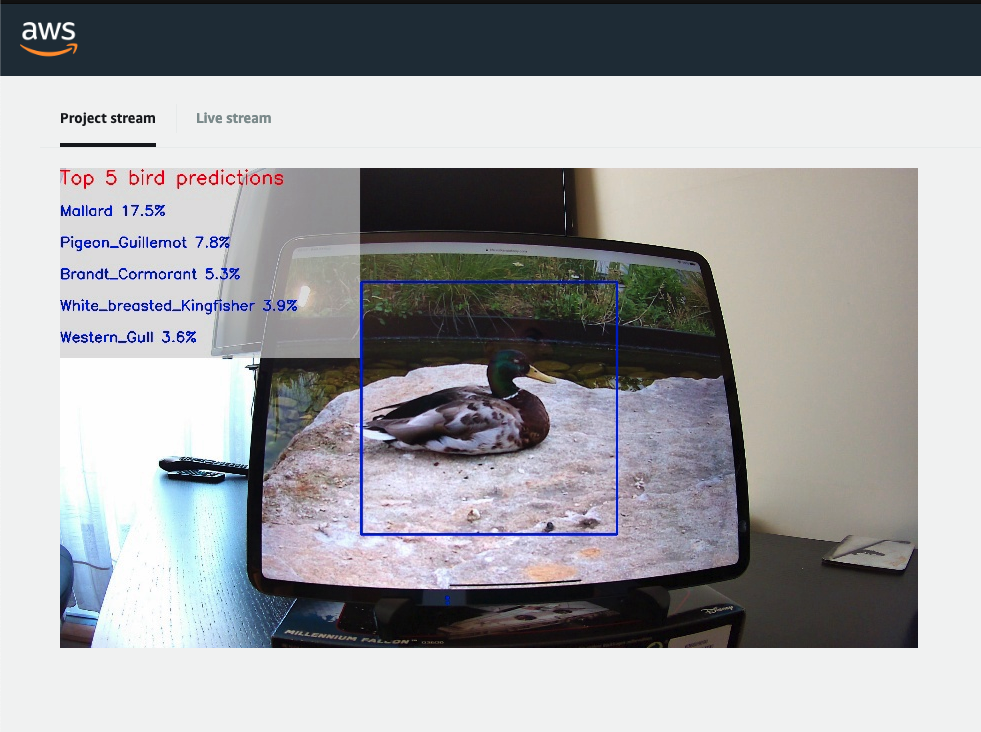 aws
Project stream
Live stream
Top 5 bird predictions
Mallard 17.5%
Pigeon_Guillemot 7.8%
Brandt_Cormorant 5.3%
White_breasted_Kingfisher 3.9%
Western_Gull 3.6%
MILLENNIUM FALCON